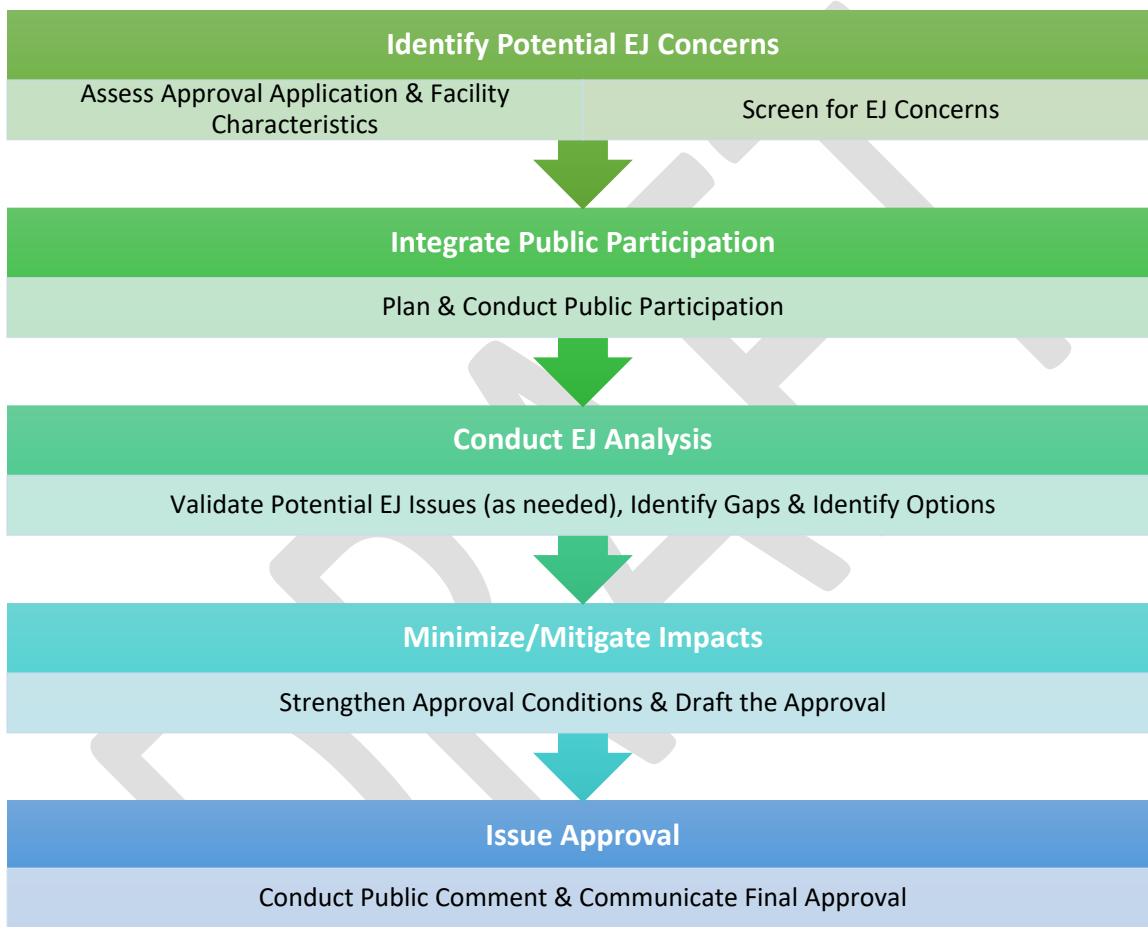 Identify Potential EJ Concerns
Assess Approval Application & Facility
Characteristics
Screen for EJ Concerns
Integrate Public Participation
Plan & Conduct Public Participation
Conduct EJ Analysis
Validate Potential EJ Issues (as needed), Identify Gaps & Identify Options
Minimize/Mitigate Impacts
Strengthen Approval Conditions & Draft the Approval
Issue Approval
Conduct Public Comment & Communicate Final Approval
DRAFT